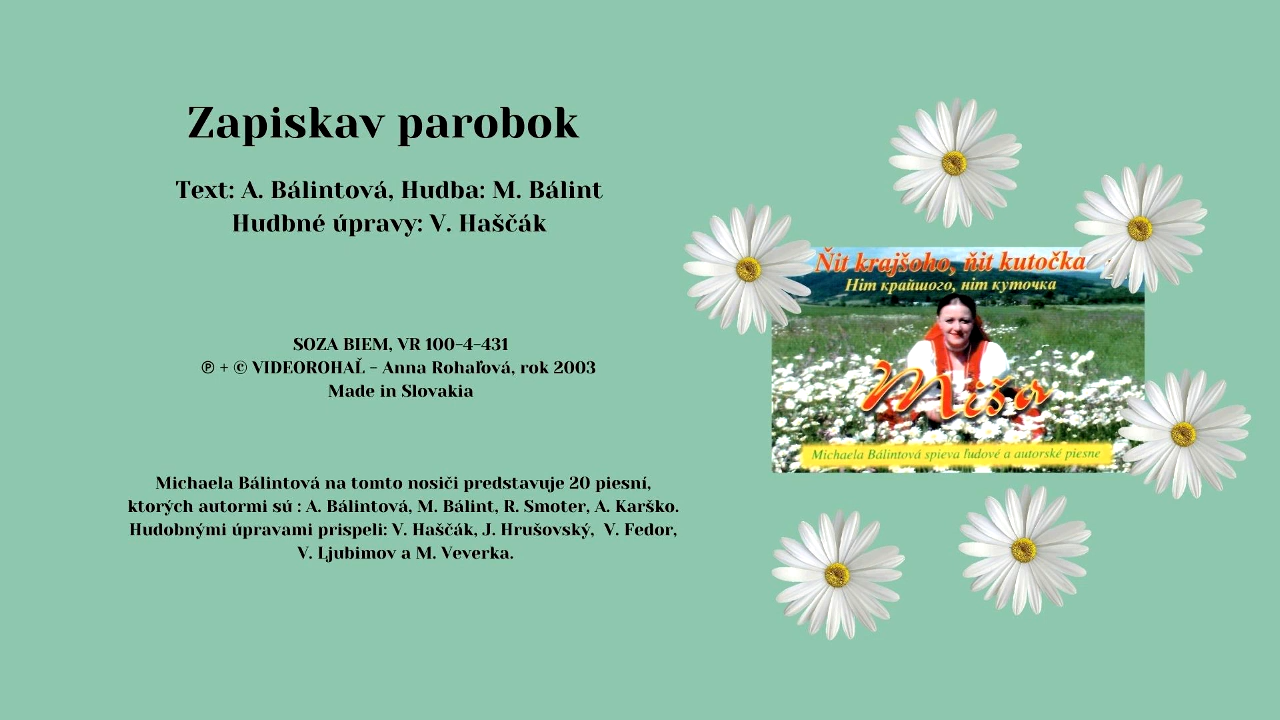 Zapiskav parobok
Text: A. Bálintová, Hudba: M. Bálint
Hudbné úpravy: V. Haščák
SOZA BIEM, VR 100-4-431
℗ + © VIDEOROHAĽ - Anna Rohaľová, rok 2003
Made in Slovakia
Michaela Bálintová na tomto nosiči predstavuje 20 piesní,
ktorých autormi sú : A. Bálintová, M. Bálint, R. Smoter, A. Karško.
Hudobnými úpravami prispeli: V. Haščák, J. Hrušovský, V. Fedor,
V. Ljubimov a M. Veverka.
Ňit krajšoho, ňit kutočka
Нит крайшого, нит куточка
Miša
Michaela Bálintová spieva ľudové a autorské piesne